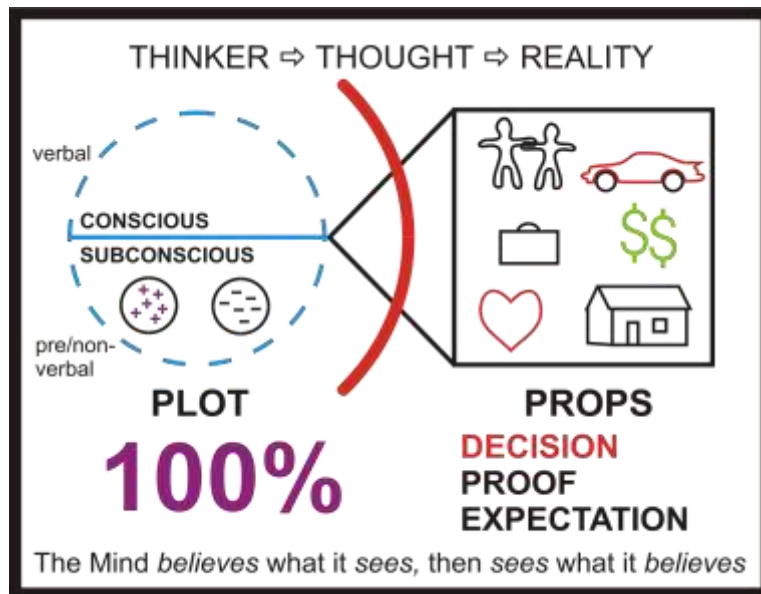 THINKER ⇨ THOUGHT ⇨ REALITY
verbal
CONSCIOUS
SUBCONSCIOUS
pre/non-
verbal
$$
PLOT
100%
PROPS
DECISION
PROOF
EXPECTATION
The Mind believes what it sees, then sees what it believes